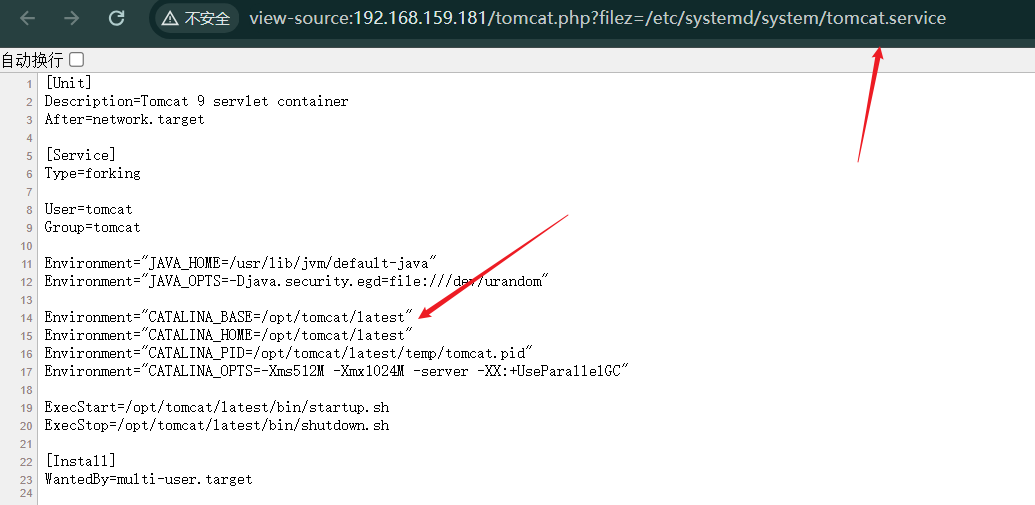 不安全 view-source:192.168.159.181/tomcat.php?filez=/etc/systemd/system/tomcat.service
自动换行
1 [Unit]
2 Description=Tomcat 9 servlet container
3 After=network.target
4
5 [Service]
6 Type=forking
7
8 User=tomcat
9 Group=tomcat
10
11 Environment="JAVA_HOME=/usr/lib/jvm/default-java"
12 Environment="JAVA_OPTS=-Djava.security.egd=file:///dev/urandom"
13
14 Environment="CATALINA_BASE=/opt/tomcat/latest"
15 Environment="CATALINA_HOME=/opt/tomcat/latest"
16 Environment="CATALINA_PID=/opt/tomcat/latest/temp/tomcat.pid"
17 Environment="CATALINA_OPTS=-Xms512M -Xmx1024M -server -XX:+UseParallelGC"
18
19 ExecStart=/opt/tomcat/latest/bin/startup.sh
20 ExecStop=/opt/tomcat/latest/bin/shutdown.sh
21
22 [Install]
23 WantedBy=multi-user.target
24